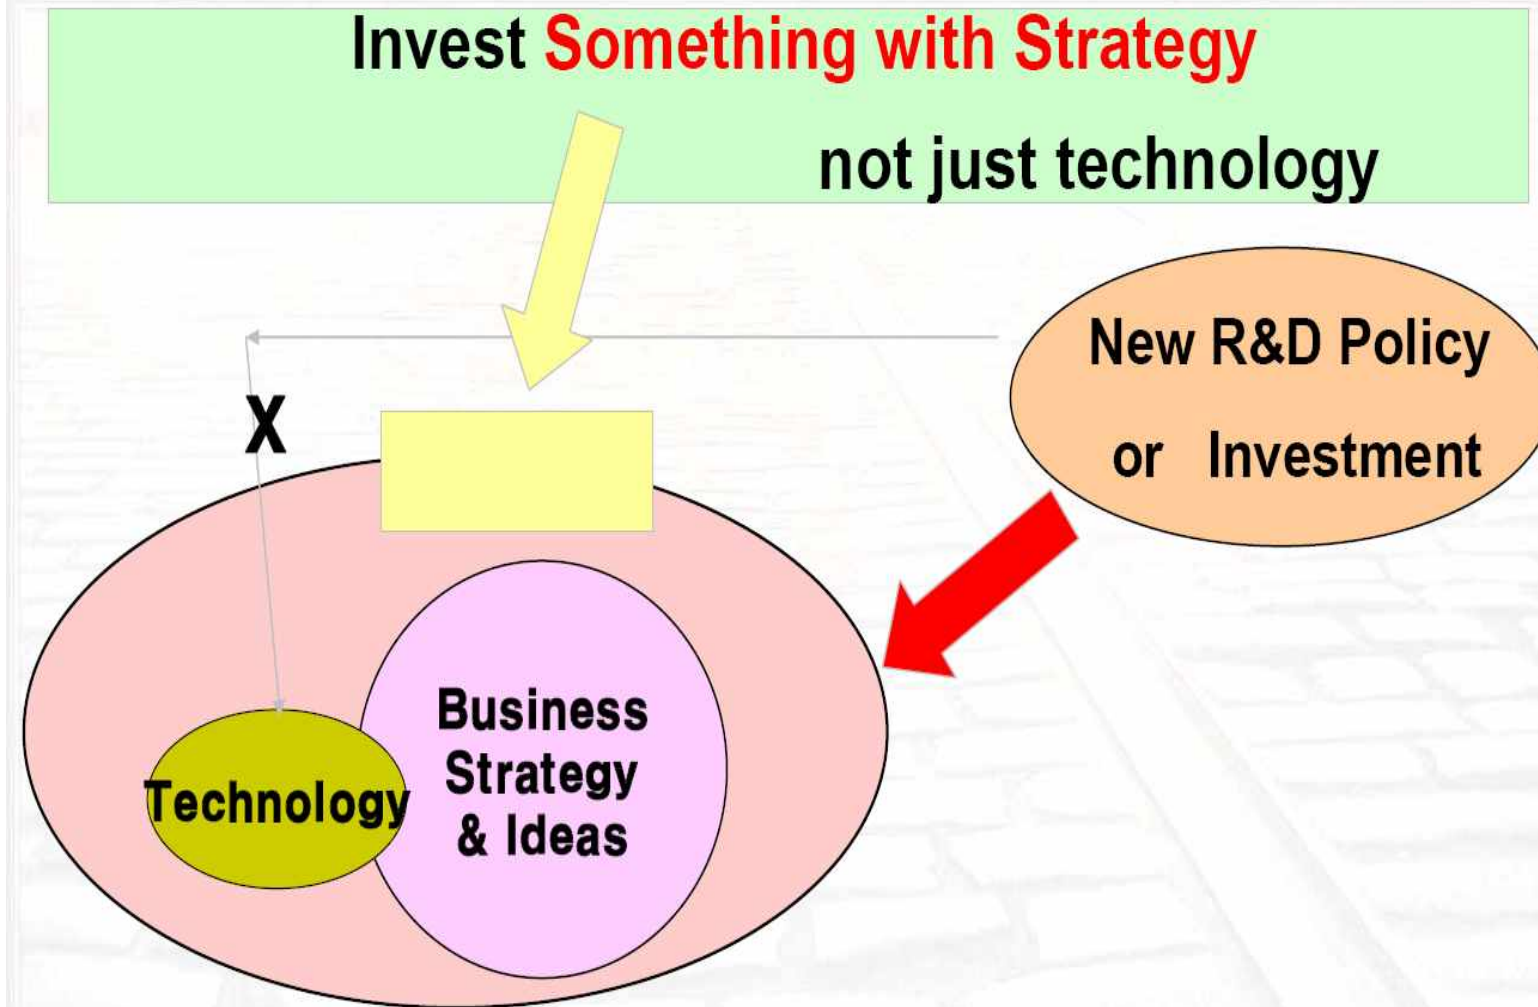 Invest Something with Strategy
not just technology
New R&D Policy
or Investment
X
Business
Strategy
& Ideas
Technology